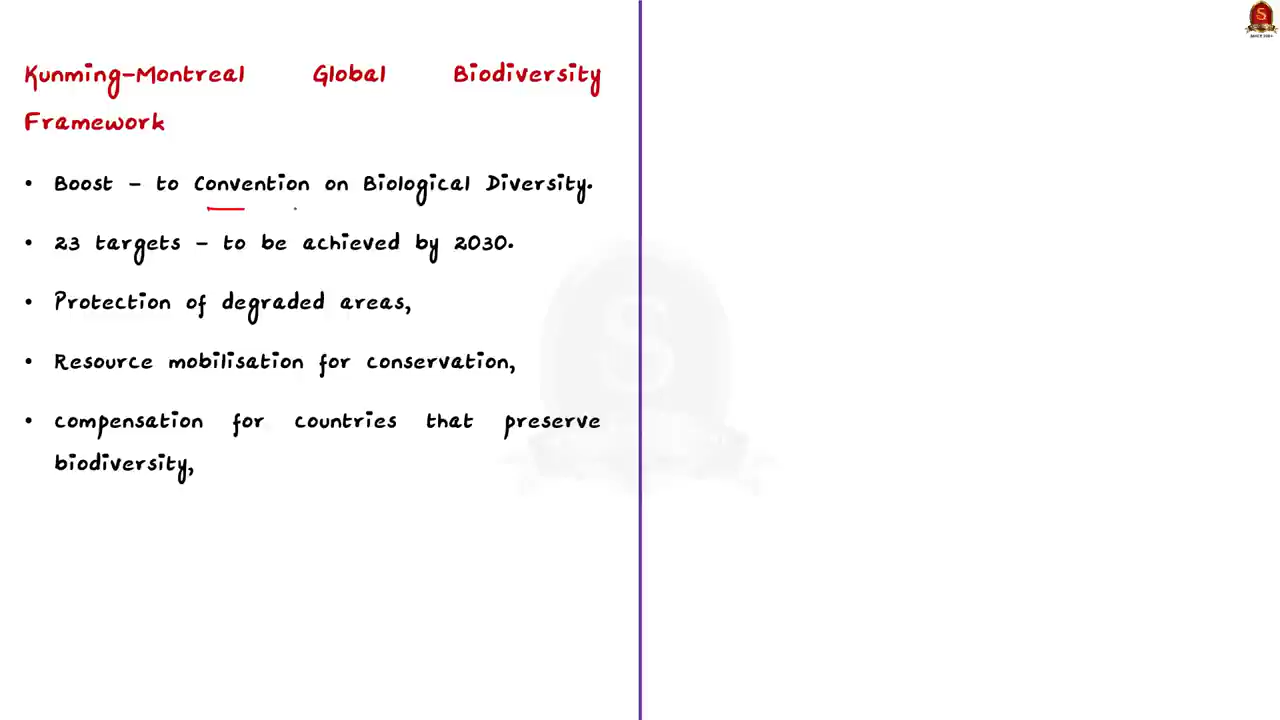 Kunming-Montreal Global Biodiversity
Framework
• Boost – to Convention on Biological Diversity.
• 23 targets – to be achieved by 2030.
• Protection of degraded areas,
• Resource mobilisation for conservation,
• compensation for countries that preserve
biodiversity,
S